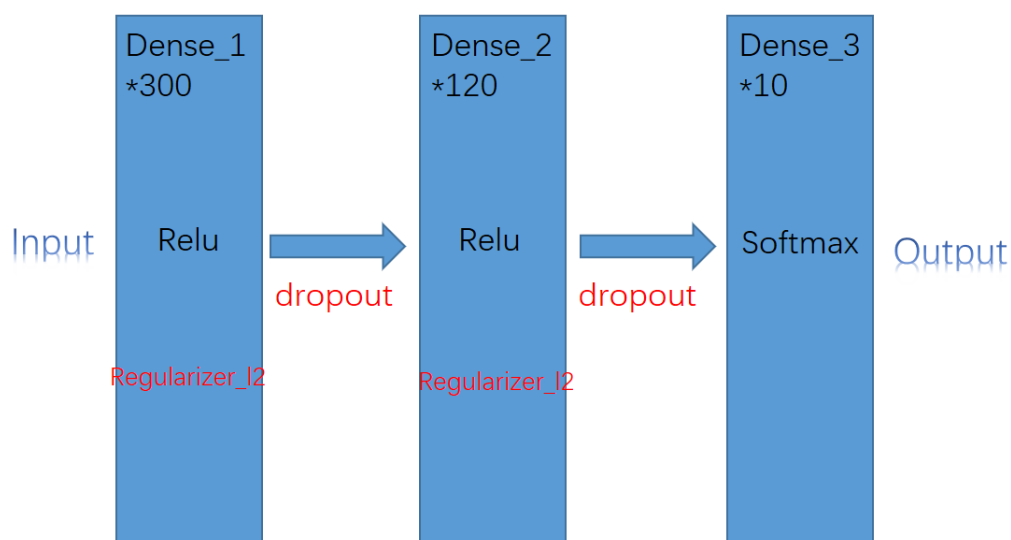 Dense_1
*300
Dense_2
*120
Dense_3
*10
Input
Relu
Relu
Softmax
Output
dropout
dropout
Regularizer_l2
Regularizer_l2